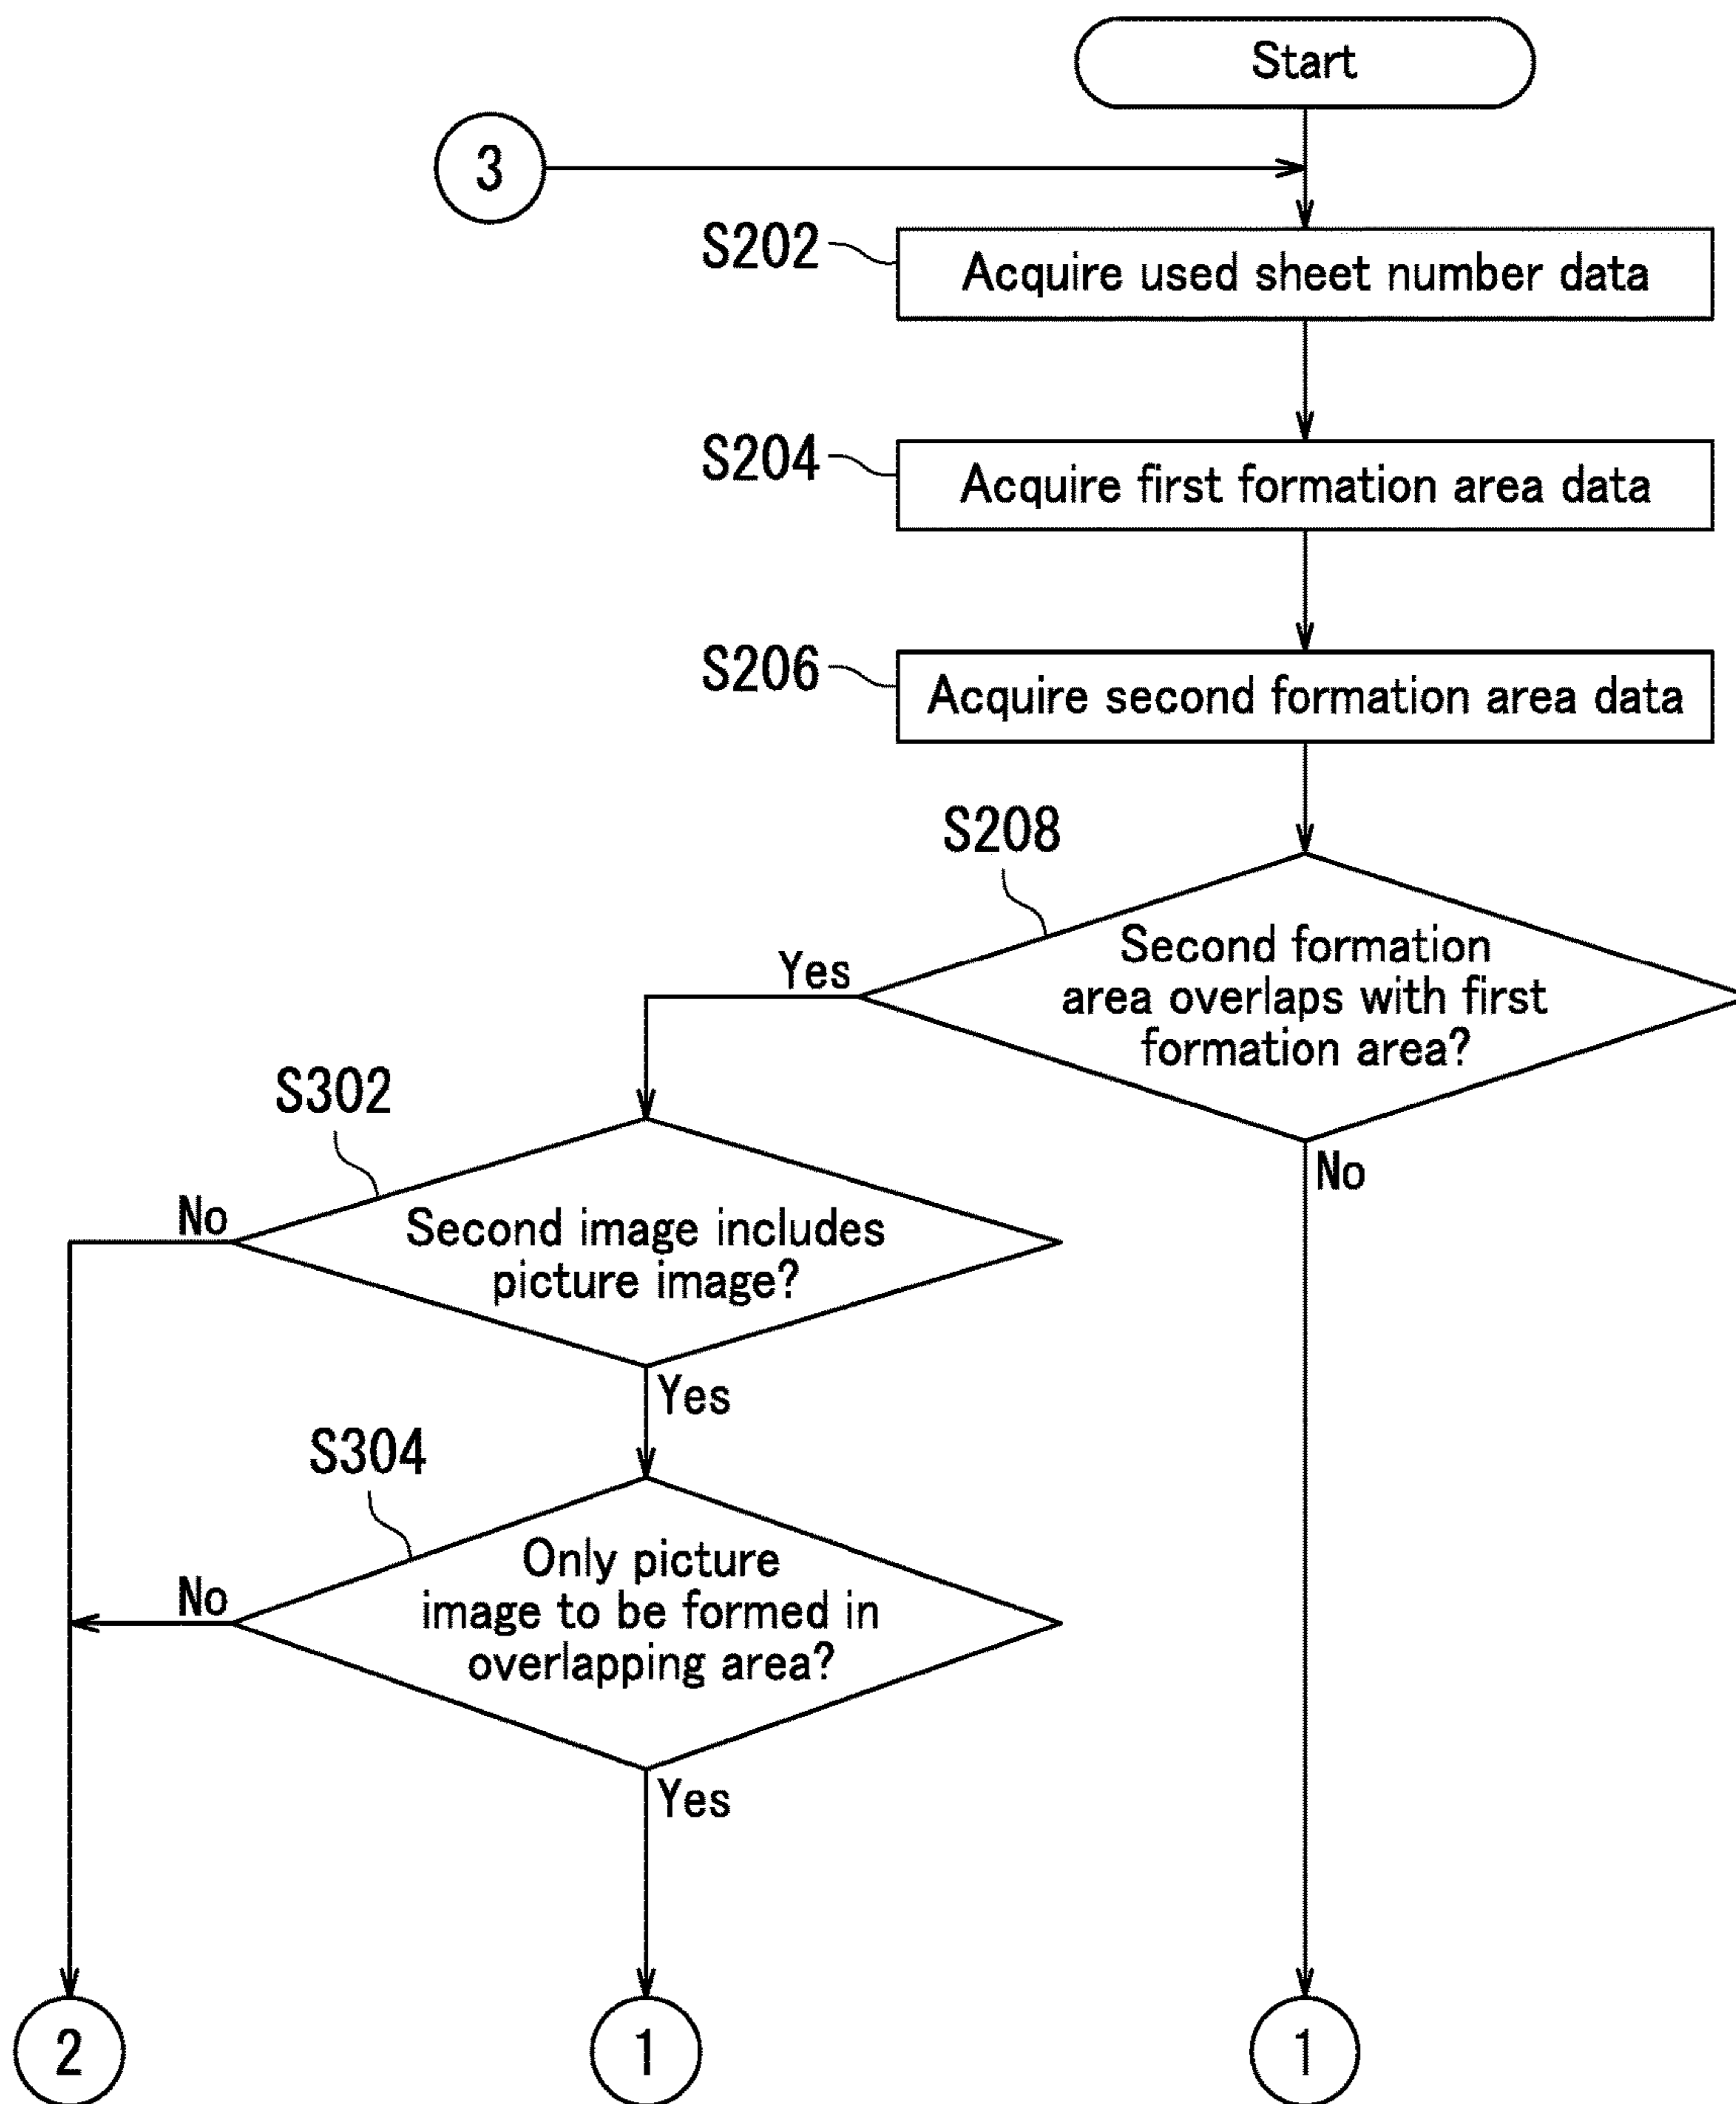 Start
3
S202
Acquire used sheet number data
S204
Acquire first formation area data
S206
Acquire second formation area data
S208
Second formation
area overlaps with first
formation area?
Yes
No
S302
Second image includes
picture image?
No
Yes
S304
Only picture
image to be formed in
overlapping area?
No
Yes
2
1
1